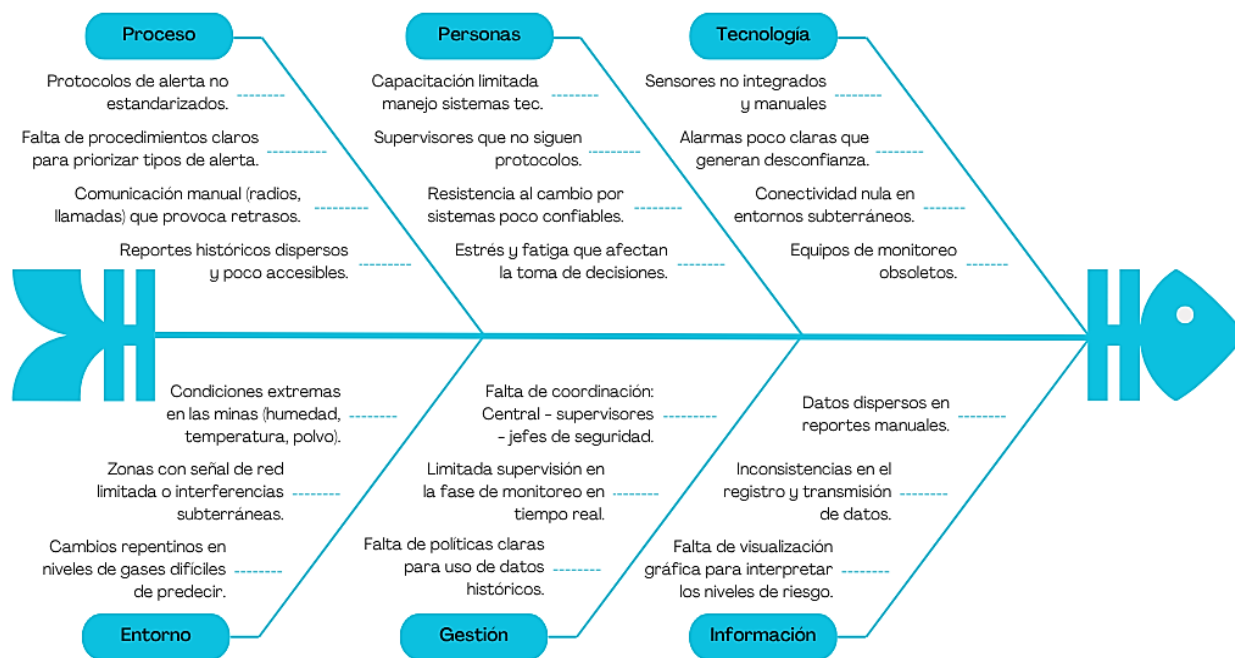 Proceso
Protocolos de alerta no
estandarizados.
Falta de procedimientos claros
para priorizar tipos de alerta.
Comunicación manual (radios,
llamadas) que provoca retrasos.
Reportes históricos dispersos
y poco accesibles.
Personas
Capacitación limitada
manejo sistemas tec.
Supervisores que no siguen
protocolos.
Resistencia al cambio por
sistemas poco confiables.
Estrés y fatiga que afectan
la toma de decisiones.
Tecnología
Sensores no integrados
y manuales
Alarmas poco claras que
generan desconfianza.
Conectividad nula en
entornos subterráneos.
Equipos de monitoreo
obsoletos.
Condiciones extremas
en las minas (humedad,
temperatura, polvo).
Zonas con señal de red
limitada o interferencias
subterráneas.
Cambios repentinos en
niveles de gases difíciles
de predecir.
Entorno
Falta de coordinación:
Central - supervisores
- jefes de seguridad.
Limitada supervisión en
la fase de monitoreo en
tiempo real.
Falta de políticas claras
para uso de datos
históricos.
Gestión
Datos dispersos en
reportes manuales.
Inconsistencias en el
registro y transmisión
de datos.
Falta de visualización
gráfica para interpretar
los niveles de riesgo.
Información